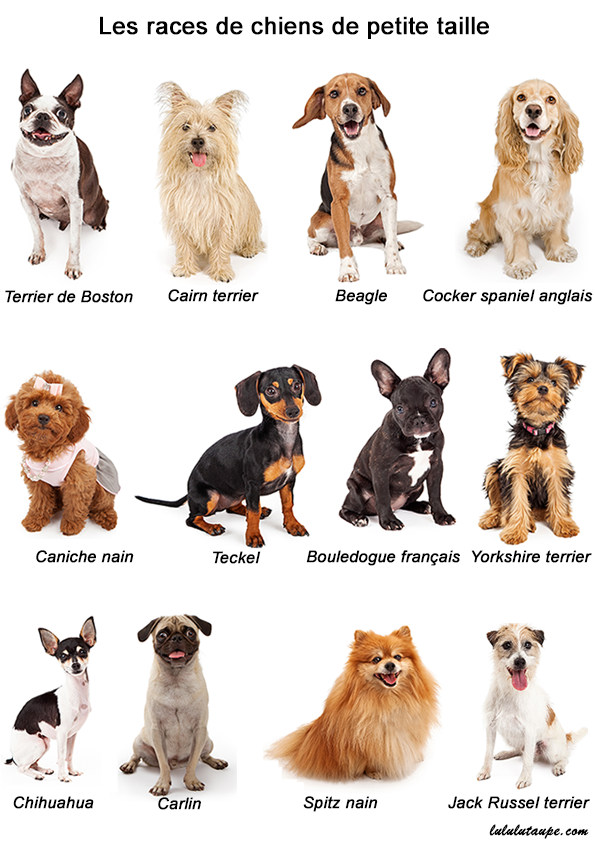 Les races de chiens de petite taille
Terrier de Boston
Cairn terrier
Beagle
Cocker spaniel anglais
Caniche nain
Teckel
Bouledogue français
Yorkshire terrier
Chihuahua
Carlin
Spitz nain
Jack Russel terrier
lululutaupe.com